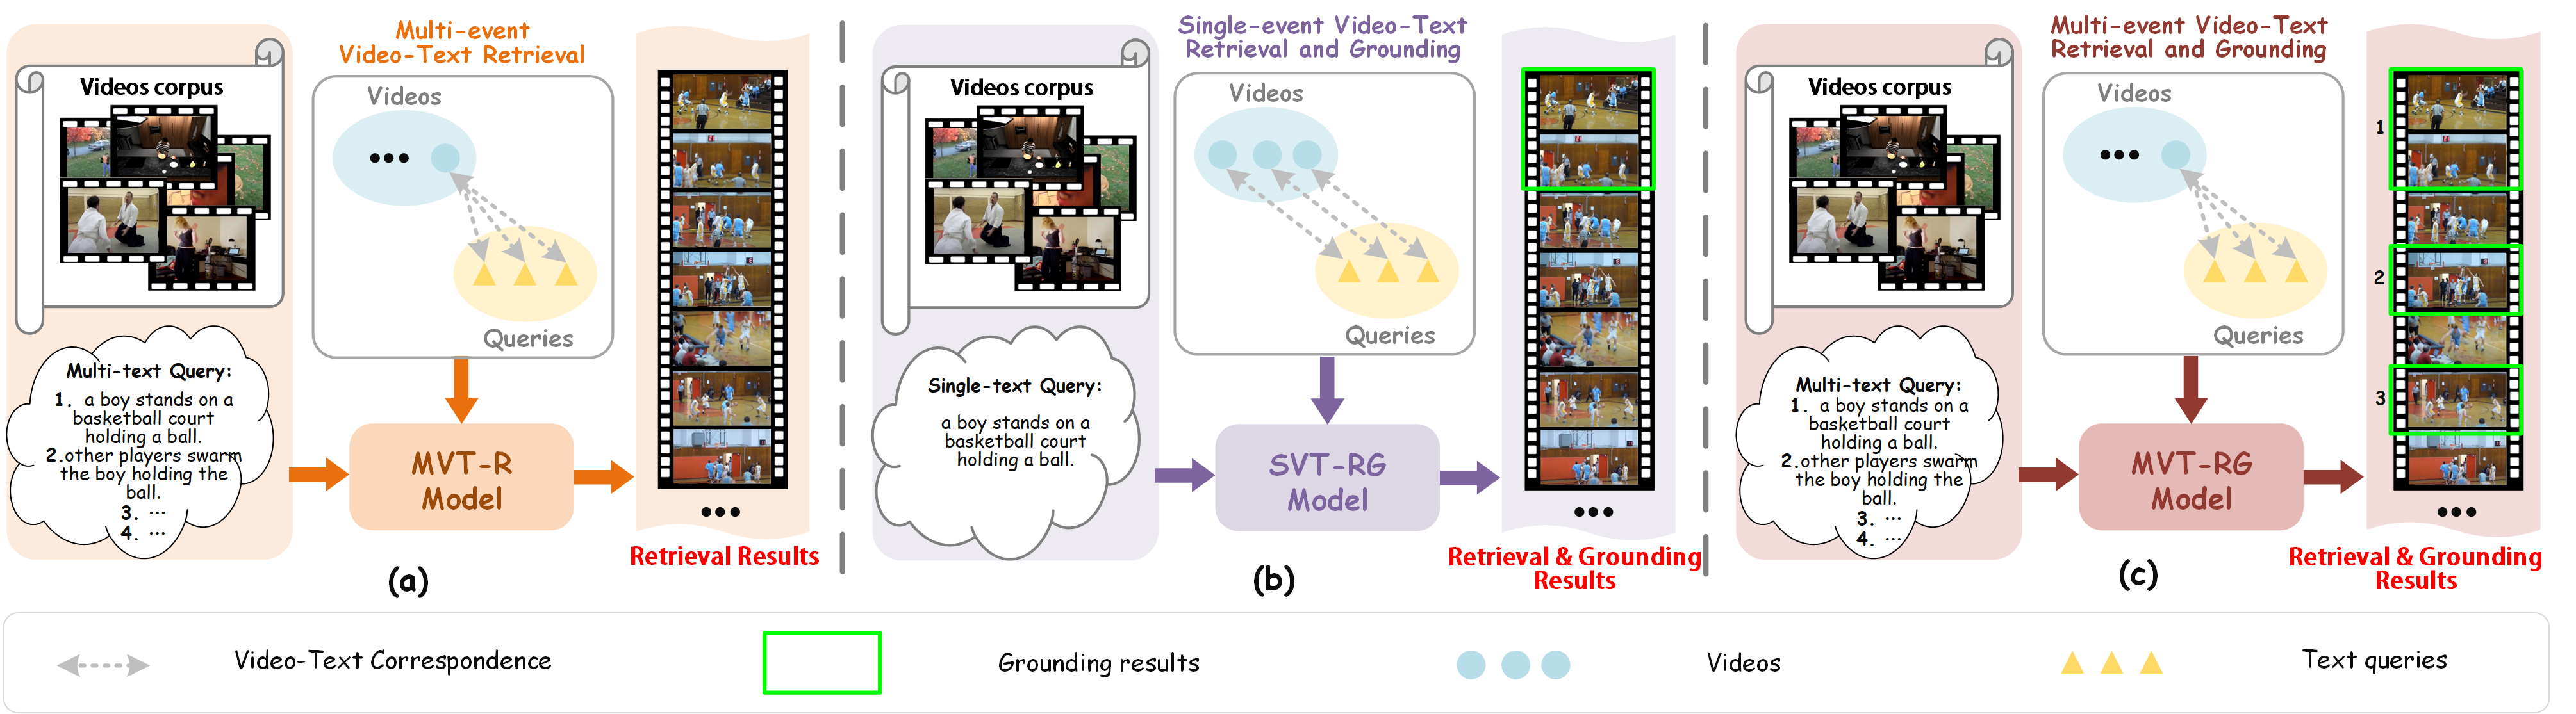 Multi-event
Video-Text Retrieval
Videos corpus
Videos
Queries
Multi-text Query:
1. a boy stands on a
basketball court
holding a ball.
2.other players swarm
the boy holding the
ball.
3. ...
4. ...
MVT-R
Model
...
Retrieval Results
(a)
Single-event Video-Text
Retrieval and Grounding
Videos corpus
Videos
Queries
Single-text Query:
a boy stands on a
basketball court
holding a ball.
SVT-RG
Model
...
Retrieval & Grounding
Results
(b)
Multi-event Video-Text
Retrieval and Grounding
Videos corpus
Videos
Queries
Multi-text Query:
1. a boy stands on a
basketball court
holding a ball.
2.other players swarm
the boy holding the
ball.
3. ...
4. ...
MVT-RG
Model
1
2
3
...
Retrieval & Grounding
Results
(c)
Video-Text Correspondence
Grounding results
Videos
Text queries